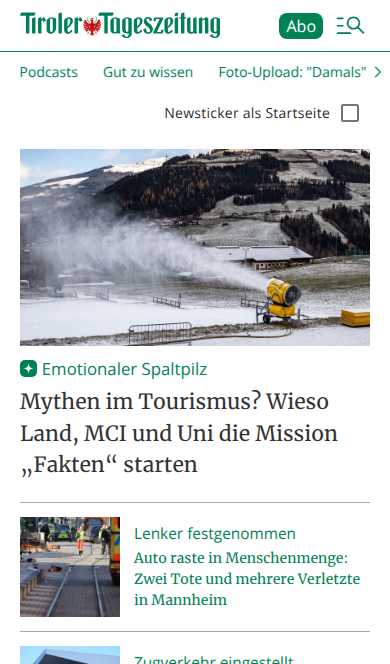 Tiroler Tageszeitung
Abo
Podcasts Gut zu wissen Foto-Upload: "Damals"
Newsticker als Startseite
Emotionaler Spaltpilz
Mythen im Tourismus? Wieso
Land, MCI und Uni die Mission
„Fakten“ starten
Lenker festgenommen
Auto raste in Menschenmenge:
Zwei Tote und mehrere Verletzte
in Mannheim
Zugverkehr eingestellt